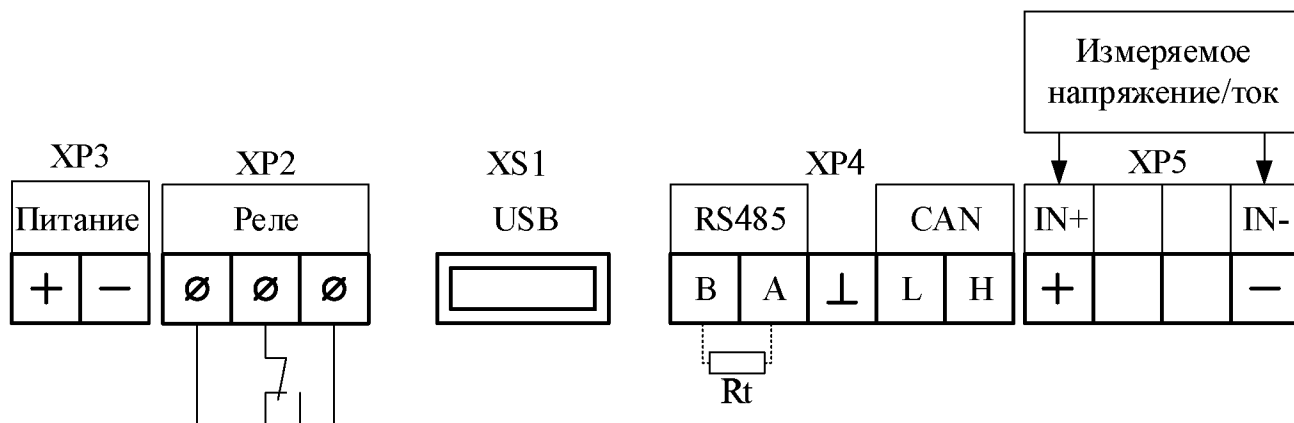 Измеряемое
напряжение/ток
XP3
XP2
XS1
XP4
XP5
Питание
Реле
USB
RS485
CAN
IN+
IN-
+ − Ø Ø Ø B A ⊥ L H + −
Rt